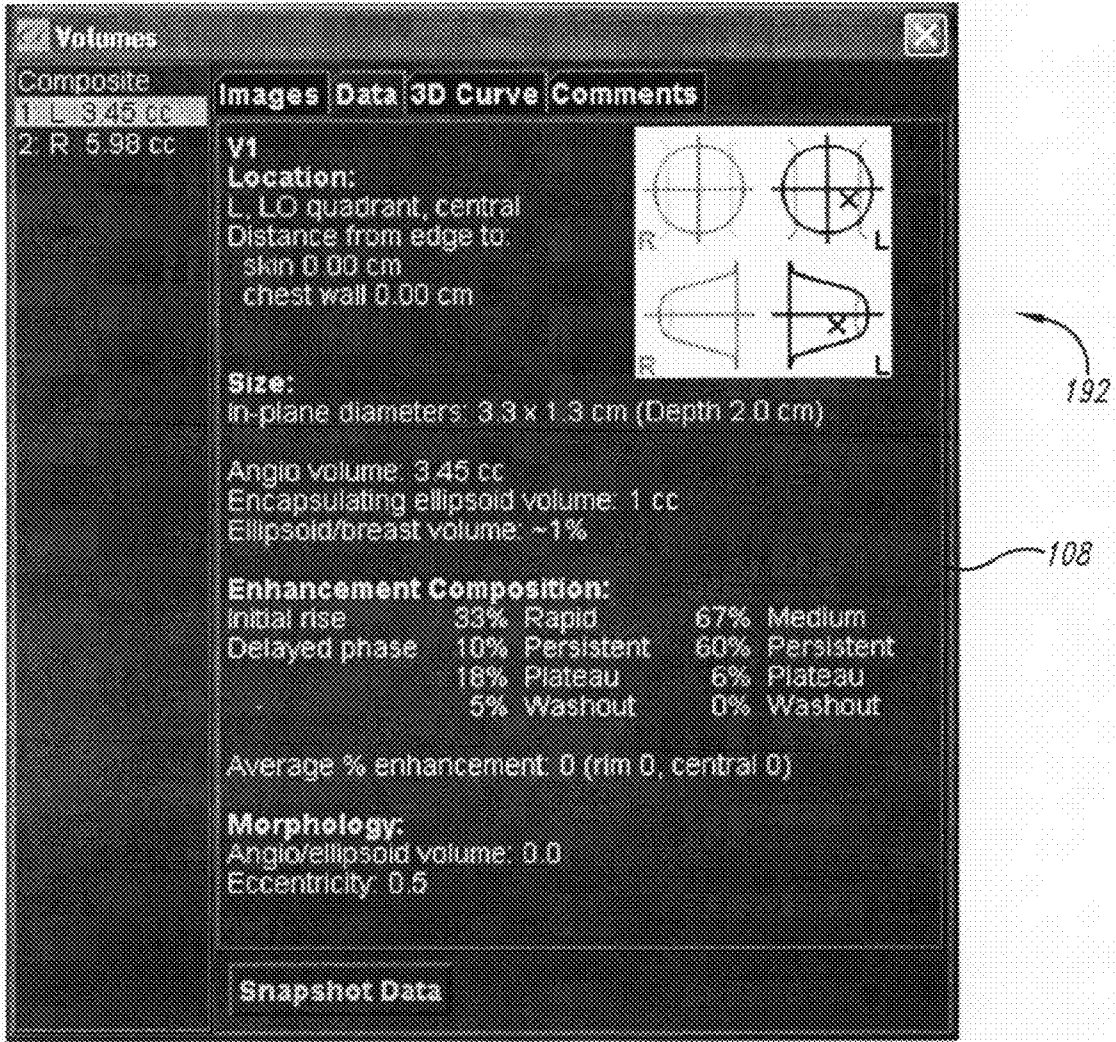 Volumes
Composite
1 L 3.45 cc
2 R 5.98 cc
Images Data 3D Curve Comments
V1
Location:
L, LO quadrant, central
Distance from edge to:
skin 0.00 cm
chest wall 0.00 cm
R L
R L
Size:
In-plane diameters: 3.3 x 1.3 cm (Depth 2.0 cm)
Angio volume: 3.45 cc
Encapsulating ellipsoid volume: 1 cc
Ellipsoid/breast volume: ~1%
Enhancement Composition:
Initial rise 33% Rapid 67% Medium
Delayed phase 10% Persistent 60% Persistent
18% Plateau 6% Plateau
5% Washout 0% Washout
Average % enhancement: 0 (rim 0, central 0)
Morphology:
Angio/ellipsoid volume: 0.0
Eccentricity: 0.5
Snapshot Data
192
108